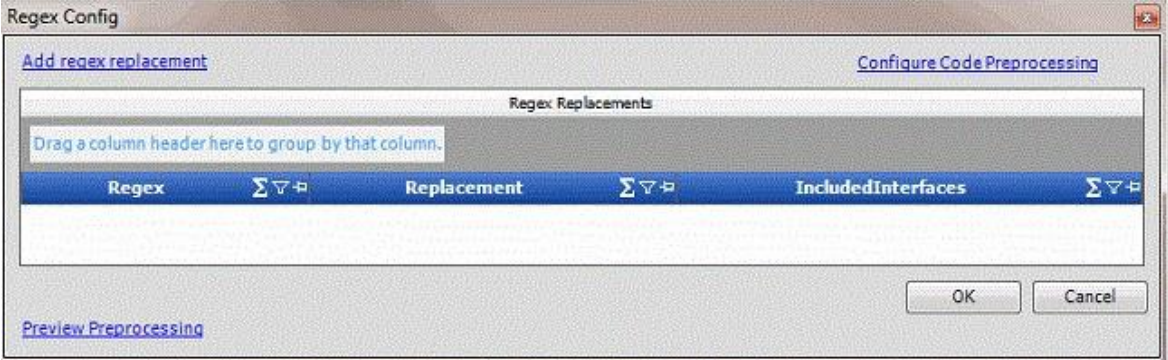 Regex Config
Add regex replacement
Configure Code Preprocessing
Regex Replacements
Drag a column header here to group by that column.
Regex Σ Replacement Σ IncludedInterfaces Σ
OK Cancel
Preview Preprocessing